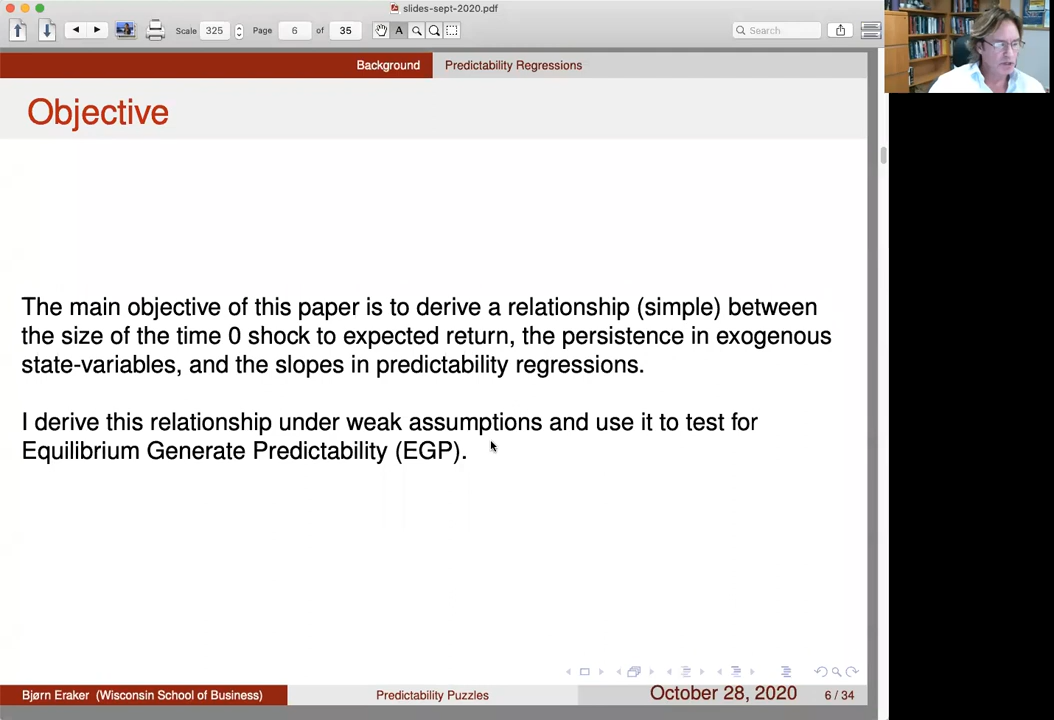 slides-sept-2020.pdf
Scale 325 Page 6 of 35 A Search
Background Predictability Regressions
Objective
The main objective of this paper is to derive a relationship (simple) between
the size of the time 0 shock to expected return, the persistence in exogenous
state-variables, and the slopes in predictability regressions.
I derive this relationship under weak assumptions and use it to test for
Equilibrium Generate Predictability (EGP).
Bjørn Eraker (Wisconsin School of Business) Predictability Puzzles October 28, 2020 6 / 34